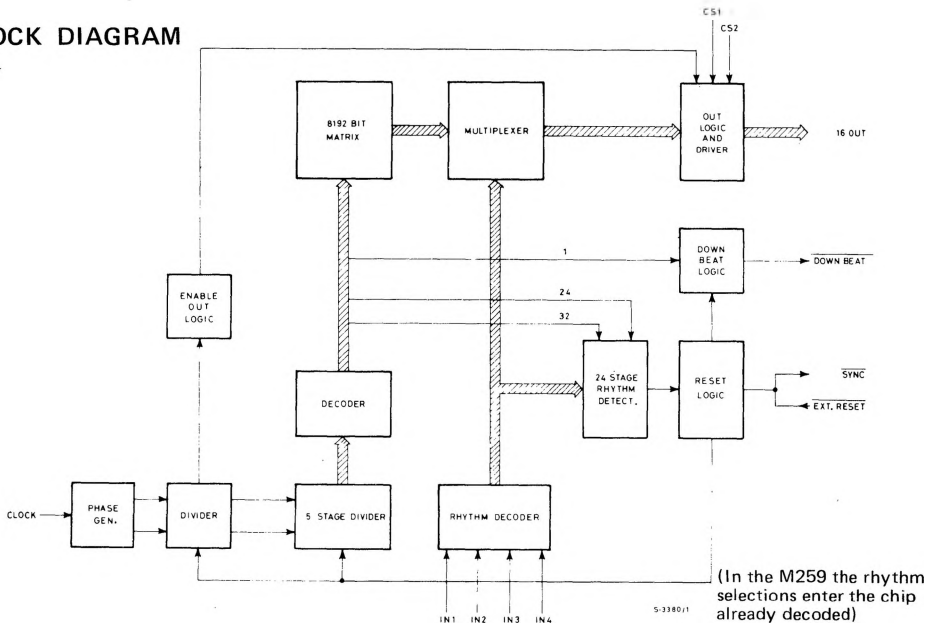 OCK DIAGRAM
CS1
CS2
8192 BIT
MATRIX
MULTIPLEXER
OUT
LOGIC
AND
DRIVER
16 OUT
1
DOWN
BEAT
LOGIC
DOWN BEAT
ENABLE
OUT
LOGIC
24
32
24 STAGE
RHYTHM
DETECT.
RESET
LOGIC
SYNC
EXT. RESET
DECODER
CLOCK
PHASE
GEN.
DIVIDER
5 STAGE DIVIDER
RHYTHM DECODER
IN1 IN2 IN3 IN4
S-3380/1
(In the M259 the rhythm
selections enter the chip
already decoded)